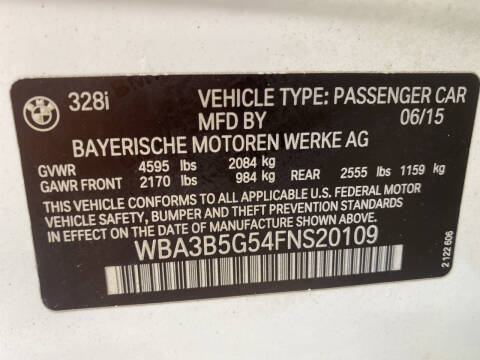 BMW 328i VEHICLE TYPE: PASSENGER CAR
MFD BY 06/15
BAYERISCHE MOTOREN WERKE AG
GVWR 4595 lbs 2084 kg
GAWR FRONT 2170 lbs 984 kg REAR 2555 lbs 1159 kg
THIS VEHICLE CONFORMS TO ALL APPLICABLE U.S. FEDERAL MOTOR
VEHICLE SAFETY, BUMPER AND THEFT PREVENTION STANDARDS
IN EFFECT ON THE DATE OF MANUFACTURE SHOWN ABOVE.
WBA3B5G54FNS20109
2 122 606